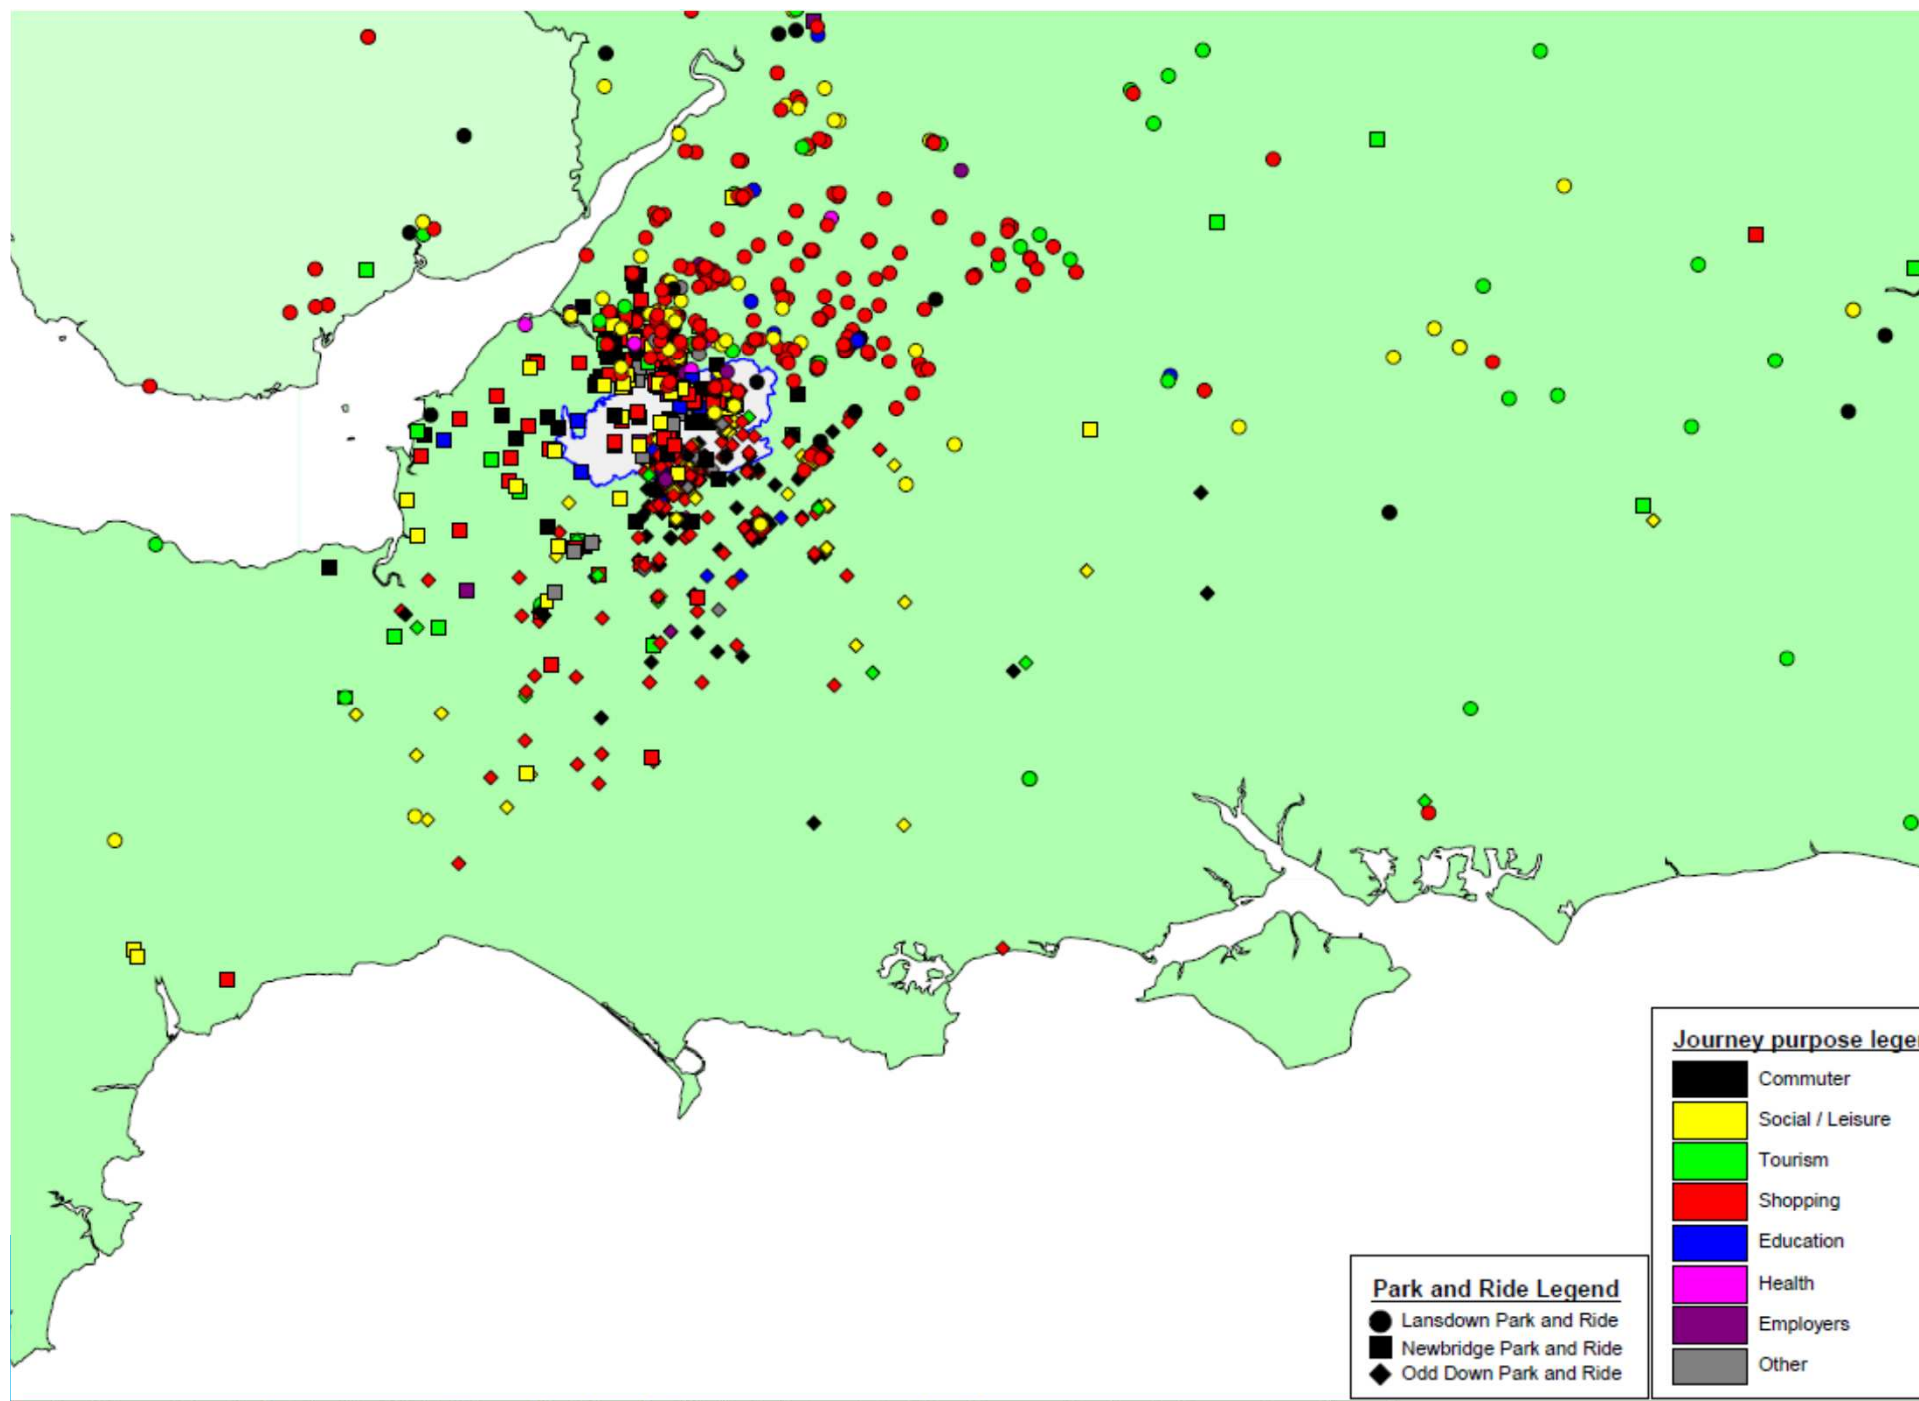 Journey purpose lege
Commuter
Social / Leisure
Tourism
Shopping
Education
Health
Employers
Other
Park and Ride Legend
Lansdown Park and Ride
Newbridge Park and Ride
Odd Down Park and Ride